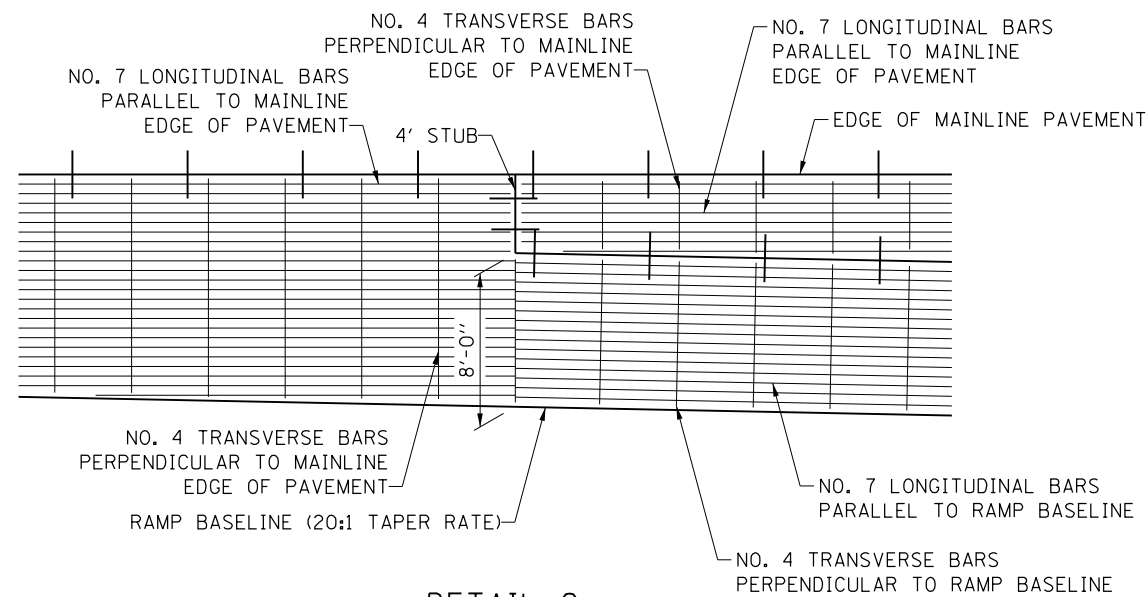 NO. 4 TRANSVERSE BARS
PERPENDICULAR TO MAINLINE
EDGE OF PAVEMENT
NO. 7 LONGITUDINAL BARS
PARALLEL TO MAINLINE
EDGE OF PAVEMENT
NO. 7 LONGITUDINAL BARS
PARALLEL TO MAINLINE
EDGE OF PAVEMENT
4' STUB
EDGE OF MAINLINE PAVEMENT
8'-0"
NO. 4 TRANSVERSE BARS
PERPENDICULAR TO MAINLINE
EDGE OF PAVEMENT
RAMP BASELINE (20:1 TAPER RATE)
NO. 7 LONGITUDINAL BARS
PARALLEL TO RAMP BASELINE
NO. 4 TRANSVERSE BARS
PERPENDICULAR TO RAMP BASELINE